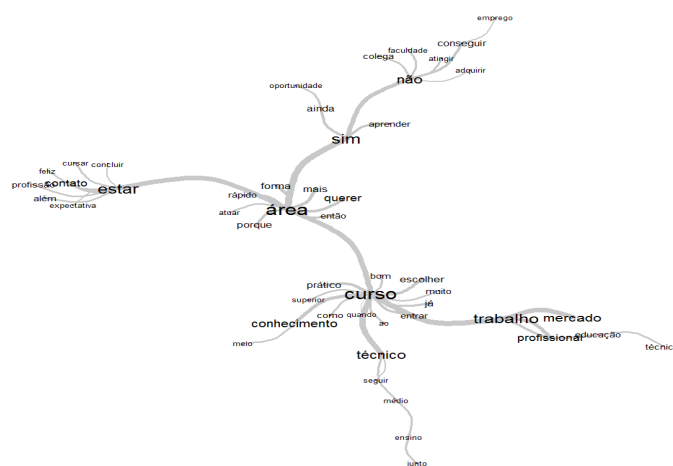 emprego
conseguir
faculdade
colega
atingir
adquirir
não
oportunidade
ainda
aprender
sim
cursar
concluir
feliz
profissão
contato
estar
além
expectativa
forma
mais
rápido
querer
atuar
área
então
porque
bom
escolher
prático
muito
curso
superior
já
conhecimento
como
quando
entrar
ao
trabalho
mercado
profissional
educação
meio
técnico
técnic
seguir
médio
ensino
junto